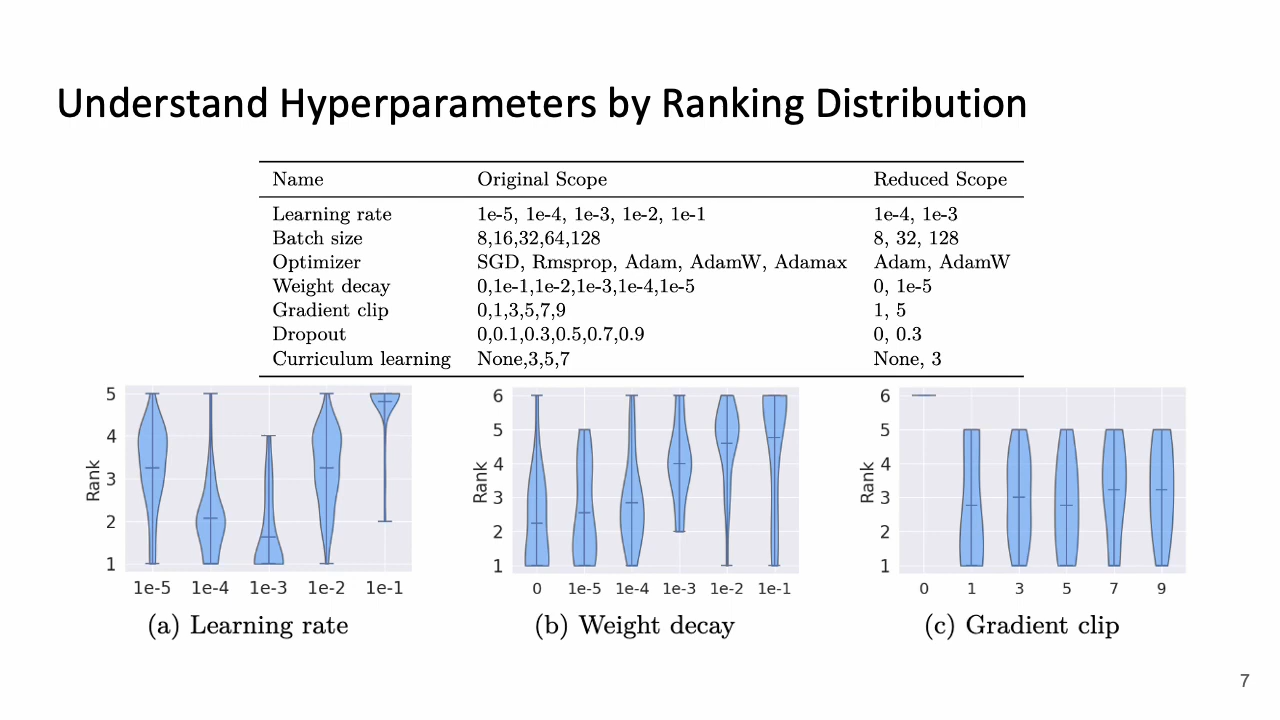 Understand Hyperparameters by Ranking Distribution
Name Original Scope Reduced Scope
Learning rate 1e-5, 1e-4, 1e-3, 1e-2, 1e-1 1e-4, 1e-3
Batch size 8,16,32,64,128 8, 32, 128
Optimizer SGD, Rmsprop, Adam, AdamW, Adamax Adam, AdamW
Weight decay 0,1e-1,1e-2,1e-3,1e-4,1e-5 0, 1e-5
Gradient clip 0,1,3,5,7,9 1, 5
Dropout 0,0.1,0.3,0.5,0.7,0.9 0, 0.3
Curriculum learning None,3,5,7 None, 3
5
4
3
2
1
Rank
1e-5 1e-4 1e-3 1e-2 1e-1
(a) Learning rate
6
5
4
3
2
1
Rank
0 1e-5 1e-4 1e-3 1e-2 1e-1
(b) Weight decay
6
5
4
3
2
1
Rank
0 1 3 5 7 9
(c) Gradient clip
7